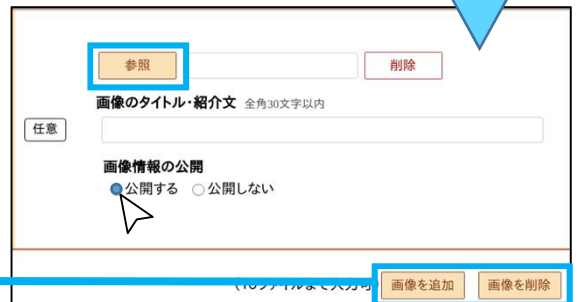 参照
削除
画像のタイトル・紹介文 全角30文字以内
任意
画像情報の公開
公開する 公開しない
画像を追加 画像を削除